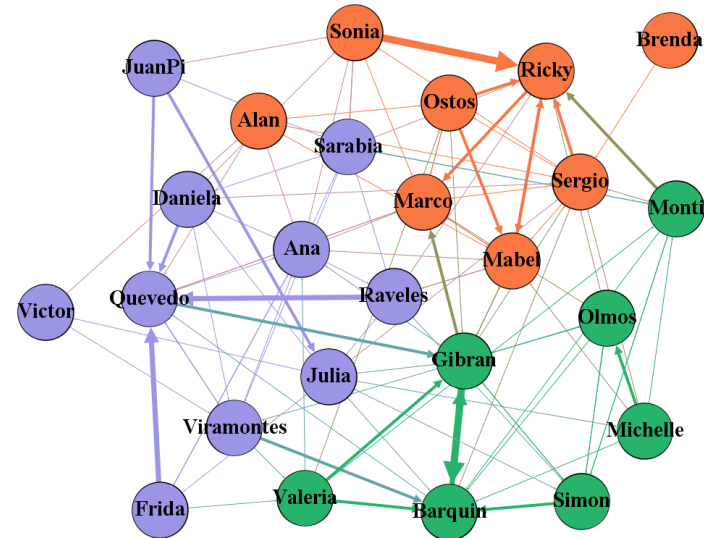 Sonia
Brenda
JuanPi
Ricky
Ostos
Alan
Sarabia
Daniela
Sergio
Marco
Monti
Ana
Mabel
Quevedo
Raveles
Victor
Olmos
Gibran
Julia
Viramontes
Michelle
Valeria
Simon
Frida
Barquin